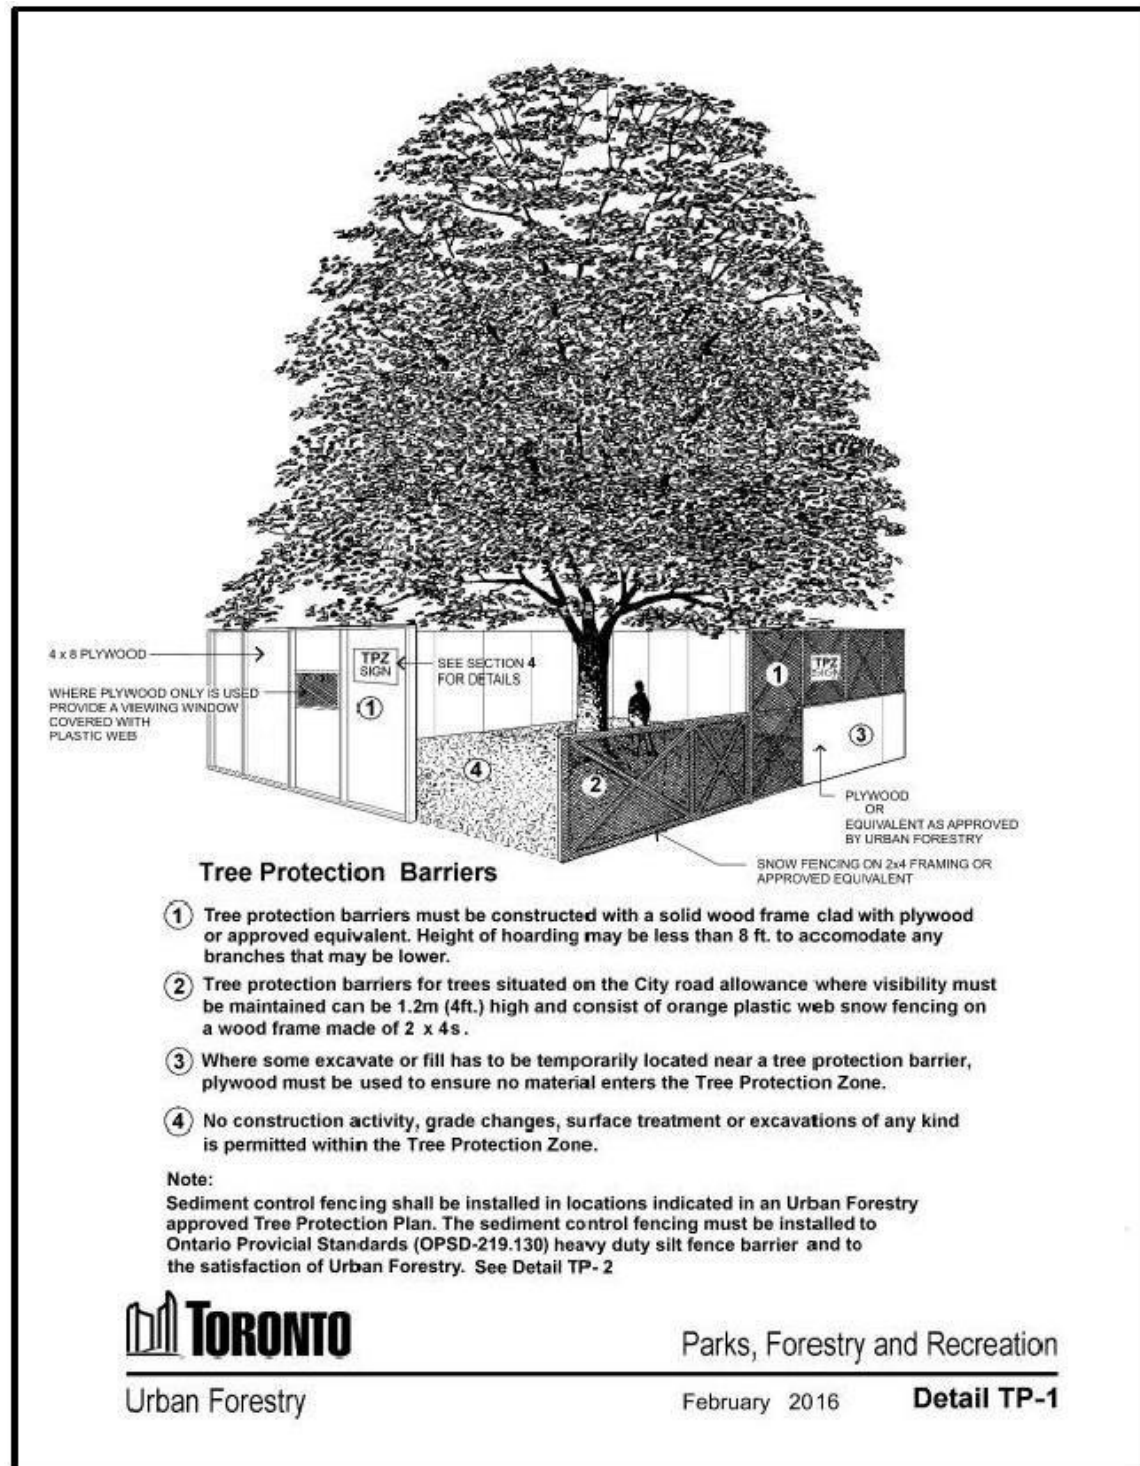 4 x 8 PLYWOOD
WHERE PLYWOOD ONLY IS USED
PROVIDE A VIEWING WINDOW
COVERED WITH
PLASTIC WEB
TPZ
SIGN
1
SEE SECTION 4
FOR DETAILS
4
2
1
TPZ
SIGN
3
PLYWOOD
OR
EQUIVALENT AS APPROVED
BY URBAN FORESTRY
SNOW FENCING ON 2x4 FRAMING OR
APPROVED EQUIVALENT
Tree Protection Barriers
1 Tree protection barriers must be constructed with a solid wood frame clad with plywood
or approved equivalent. Height of hoarding may be less than 8 ft. to accomodate any
branches that may be lower.
2 Tree protection barriers for trees situated on the City road allowance where visibility must
be maintained can be 1.2m (4ft.) high and consist of orange plastic web snow fencing on
a wood frame made of 2 x 4s.
3 Where some excavate or fill has to be temporarily located near a tree protection barrier,
plywood must be used to ensure no material enters the Tree Protection Zone.
4 No construction activity, grade changes, surface treatment or excavations of any kind
is permitted within the Tree Protection Zone.
Note:
Sediment control fencing shall be installed in locations indicated in an Urban Forestry
approved Tree Protection Plan. The sediment control fencing must be installed to
Ontario Provicial Standards (OPSD-219.130) heavy duty silt fence barrier and to
the satisfaction of Urban Forestry. See Detail TP- 2
TORONTO
Parks, Forestry and Recreation
Urban Forestry
February 2016 Detail TP-1